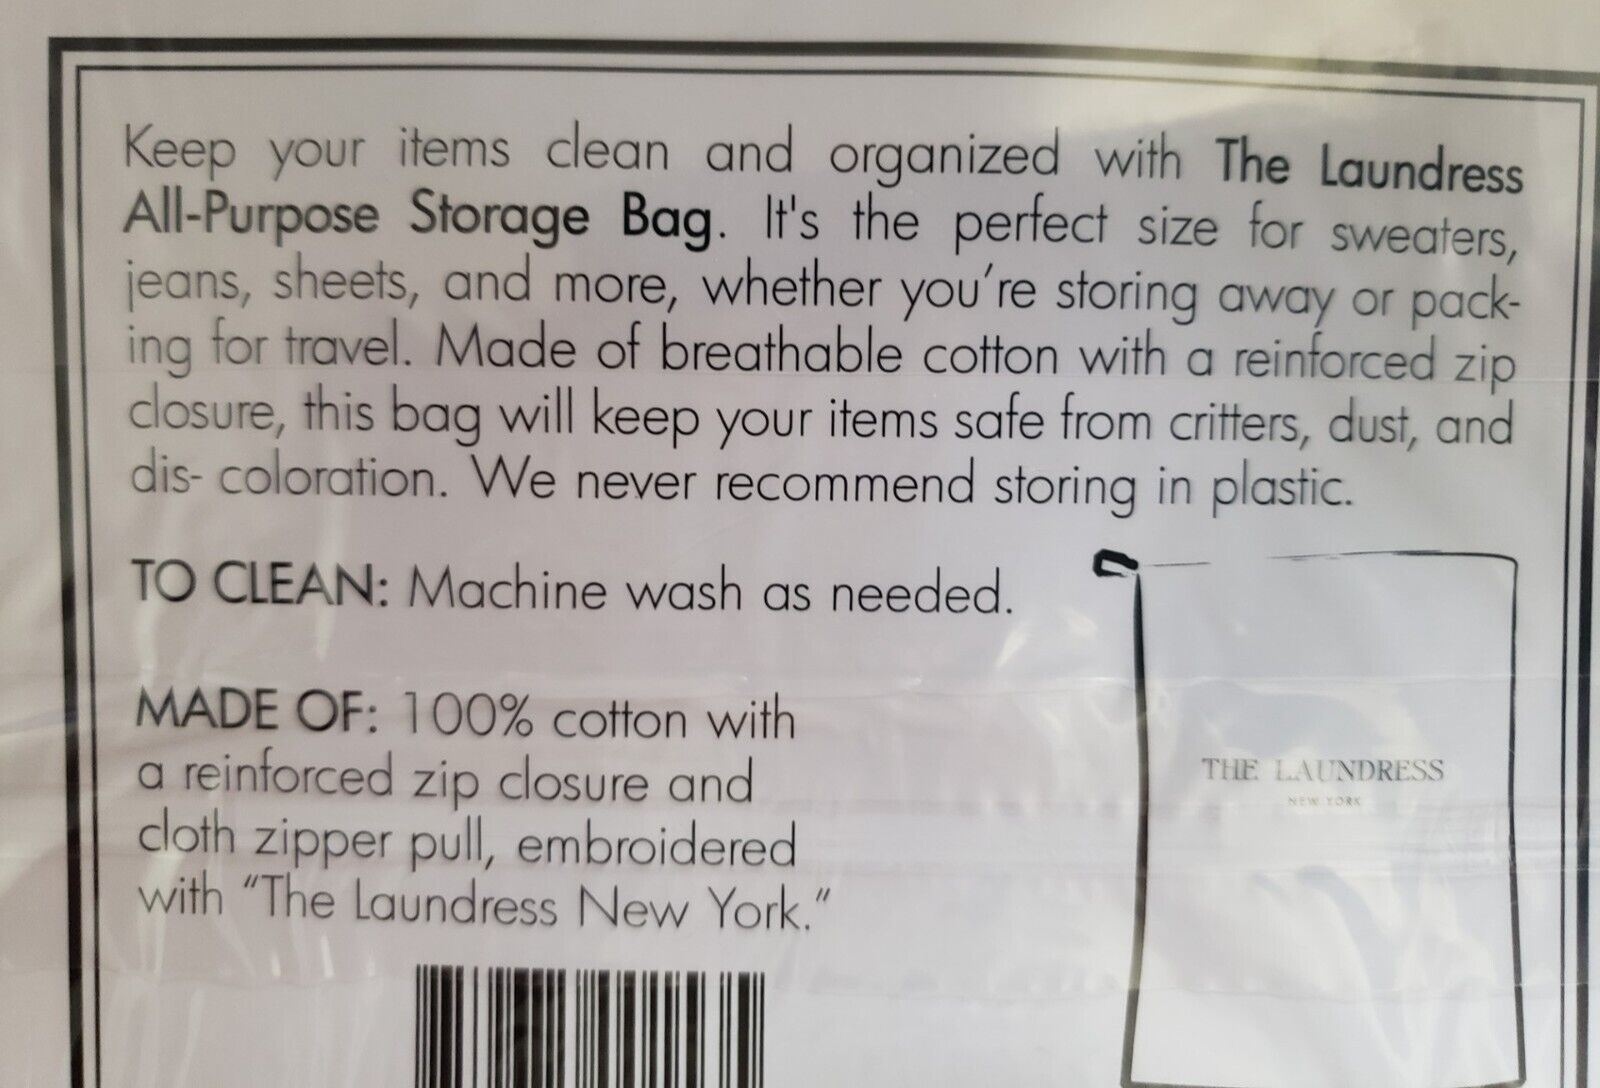 Keep your items clean and organized with The Laundress
All-Purpose Storage Bag. It's the perfect size for sweaters,
jeans, sheets, and more, whether you're storing away or pack-
ing for travel. Made of breathable cotton with a reinforced zip
closure, this bag will keep your items safe from critters, dust, and
dis- coloration. We never recommend storing in plastic.
TO CLEAN: Machine wash as needed.
MADE OF: 100% cotton with
a reinforced zip closure and
cloth zipper pull, embroidered
with “The Laundress New York.”
THE LAUNDRESS
NEW YORK